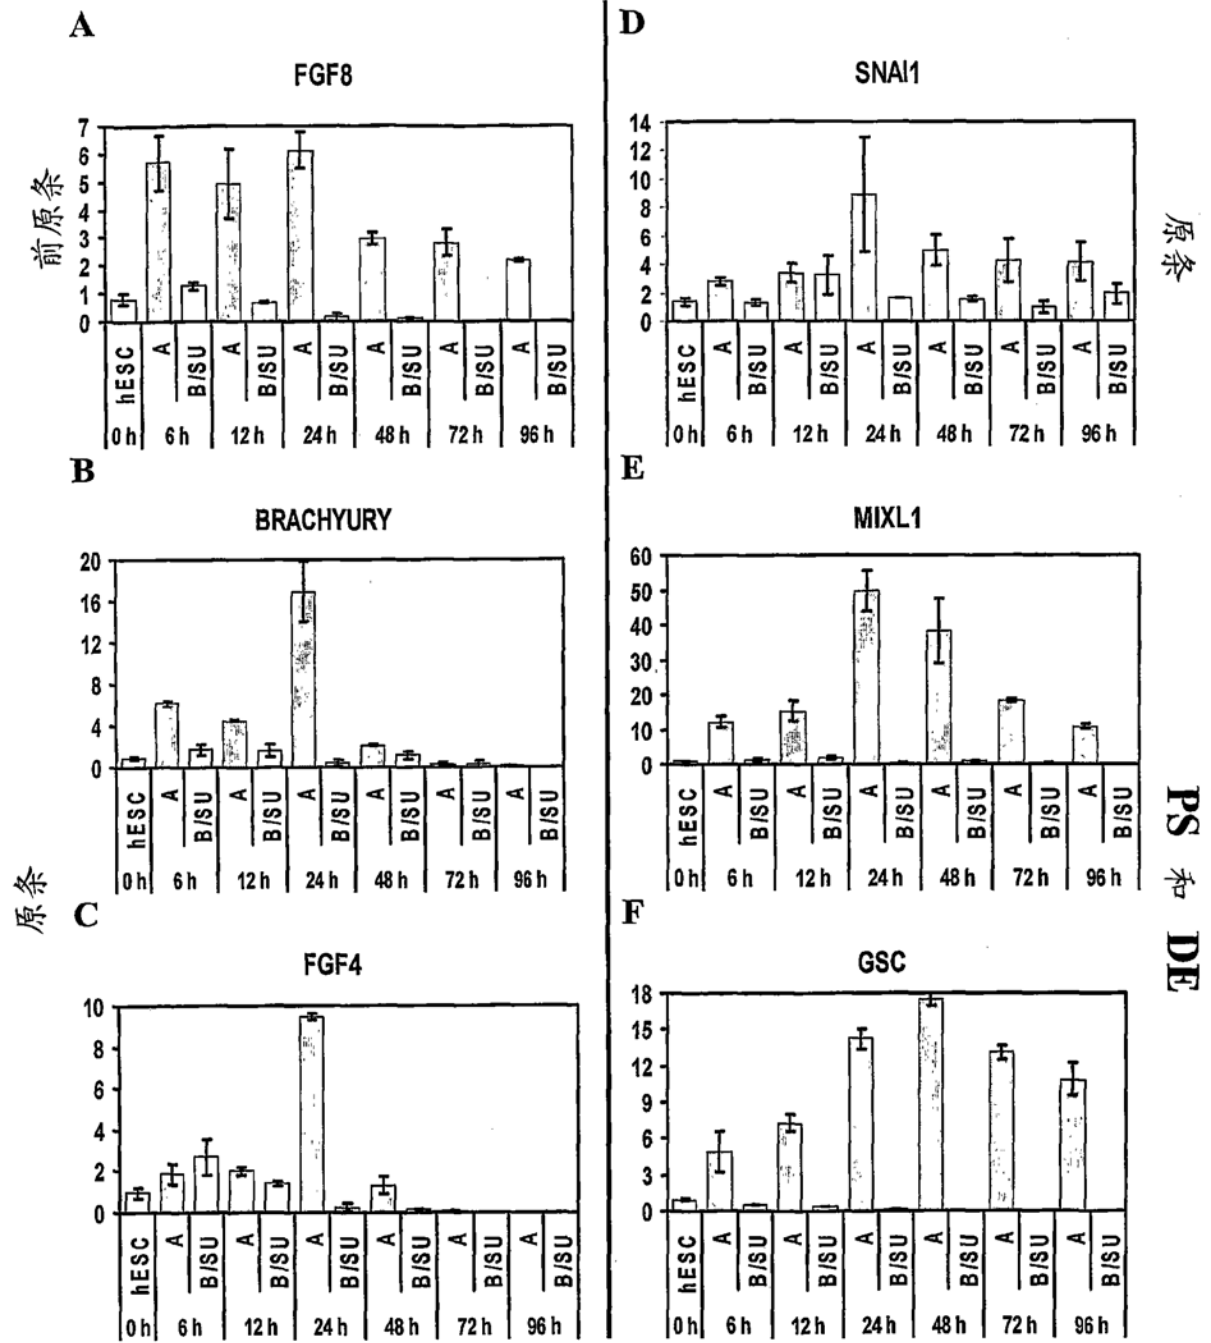 A
FGF8
前原条
7
6
5
4
3
2
1
0
hESC A B/SU A B/SU A B/SU A B/SU A B/SU A B/SU
0 h 6 h 12 h 24 h 48 h 72 h 96 h
B
BRACHYURY
20
16
12
8
4
0
hESC A B/SU A B/SU A B/SU A B/SU A B/SU A B/SU
0 h 6 h 12 h 24 h 48 h 72 h 96 h
原条
C
FGF4
10
8
6
4
2
0
hESC A B/SU A B/SU A B/SU A B/SU A B/SU A B/SU
0 h 6 h 12 h 24 h 48 h 72 h 96 h
D
SNAI1
14
12
10
8
6
4
2
0
hESC A B/SU A B/SU A B/SU A B/SU A B/SU A B/SU
0 h 6 h 12 h 24 h 48 h 72 h 96 h
原条
E
MIXL1
60
50
40
30
20
10
0
hESC A B/SU A B/SU A B/SU A B/SU A B/SU A B/SU
0 h 6 h 12 h 24 h 48 h 72 h 96 h
PS 和 DE
F
GSC
18
15
12
9
6
3
0
hESC A B/SU A B/SU A B/SU A B/SU A B/SU A B/SU
0 h 6 h 12 h 24 h 48 h 72 h 96 h